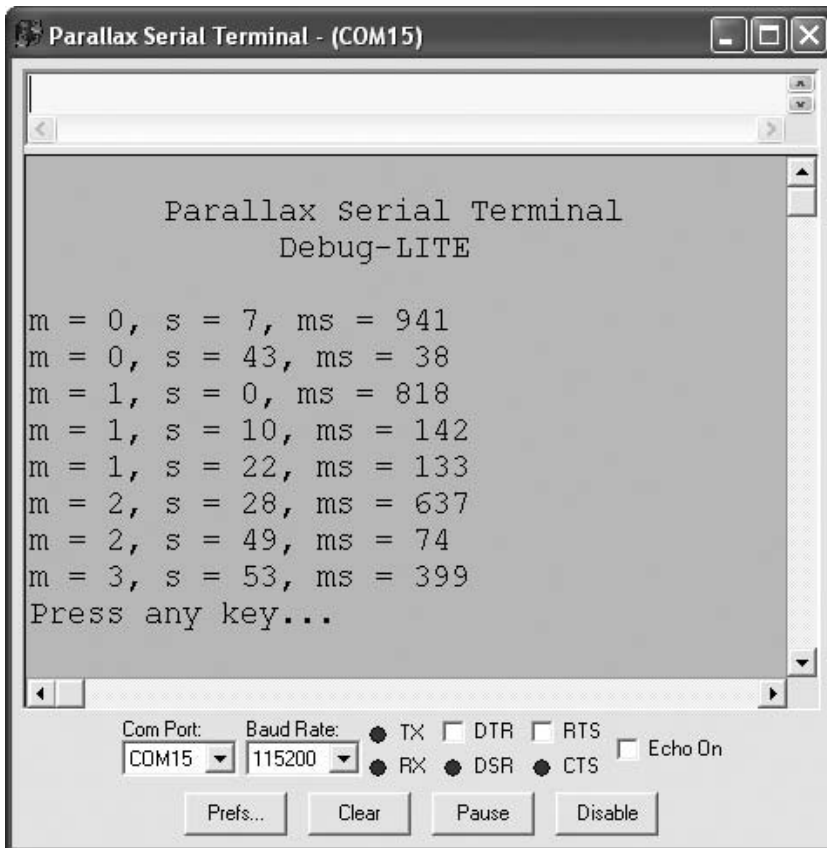 Parallax Serial Terminal - (COM15)
Parallax Serial Terminal
Debug-LITE
m = 0, s = 7, ms = 941
m = 0, s = 43, ms = 38
m = 1, s = 0, ms = 818
m = 1, s = 10, ms = 142
m = 1, s = 22, ms = 133
m = 2, s = 28, ms = 637
m = 2, s = 49, ms = 74
m = 3, s = 53, ms = 399
Press any key...
Com Port: Baud Rate: TX DTR RTS
COM15 115200 RX DSR CTS Echo On
Prefs... Clear Pause Disable